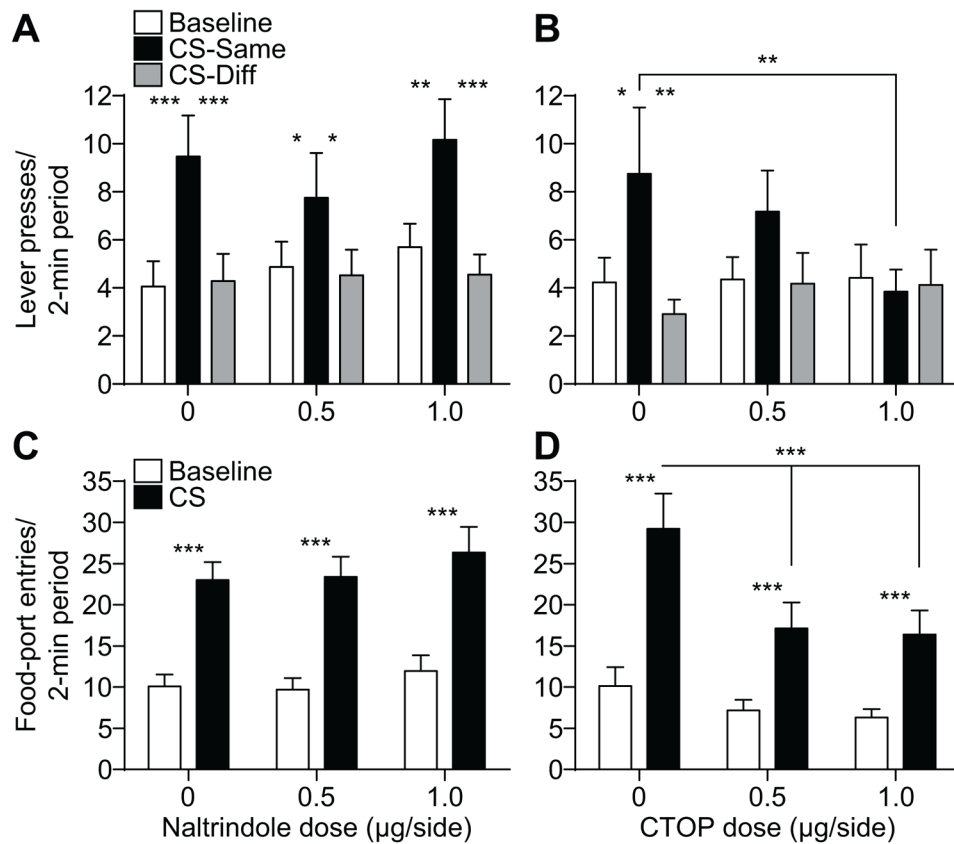 A
Baseline
CS-Same
CS-Diff
Lever presses/
2-min period
12
10
8
6
4
2
0
*** ***
* *
** ***
0 0.5 1.0
B
**
* **
12
10
8
6
4
2
0
0 0.5 1.0
C
Baseline
CS
Food-port entries/
2-min period
35
30
25
20
15
10
5
0
***
***
***
0 0.5 1.0
Naltrindole dose (µg/side)
D
***
***
***
***
35
30
25
20
15
10
5
0
0 0.5 1.0
CTOP dose (µg/side)